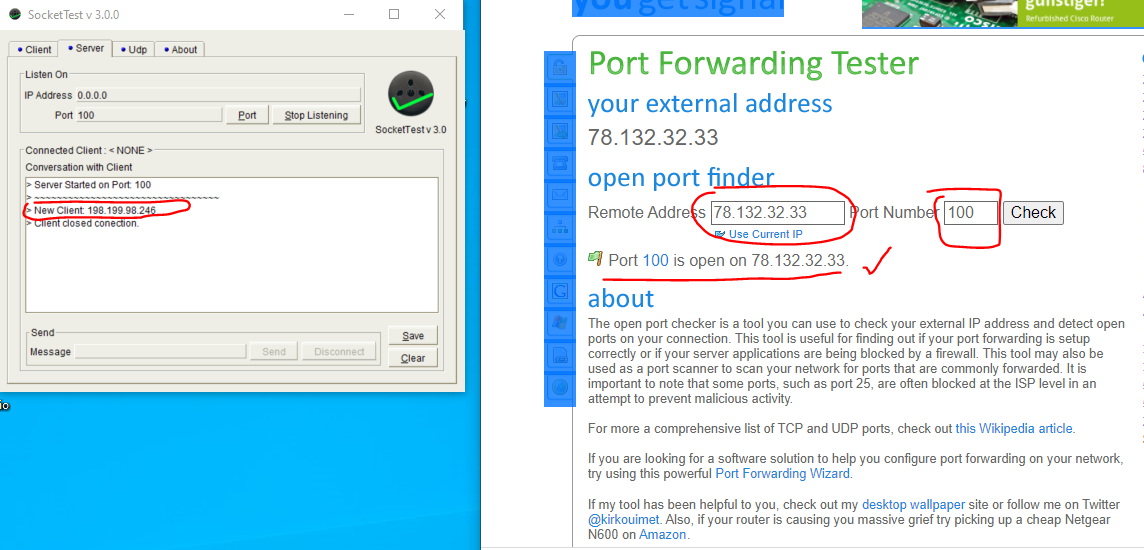 SocketTest v 3.0.0
Client
Server
Udp
About
Listen On
IP Address 0.0.0.0
Port 100 Port Stop Listening
SocketTest v 3.0
Connected Client : < NONE >
Conversation with Client
> Server Started on Port: 100
> ~~~~~~~~~~~~~~~~~~~~~~~~~~~~~~~~~
> New Client: 198.199.98.246
> Client closed conection.
Send
Message Send Disconnect
Save
Clear
io
you get signal
günstiger!
Refurbished Cisco Router
Port Forwarding Tester
your external address
78.132.32.33
open port finder
Remote Address 78.132.32.33 Port Number 100 Check
Use Current IP
Port 100 is open on 78.132.32.33.
about
The open port checker is a tool you can use to check your external IP address and detect open
ports on your connection. This tool is useful for finding out if your port forwarding is setup
correctly or if your server applications are being blocked by a firewall. This tool may also be
used as a port scanner to scan your network for ports that are commonly forwarded. It is
important to note that some ports, such as port 25, are often blocked at the ISP level in an
attempt to prevent malicious activity.
For more a comprehensive list of TCP and UDP ports, check out this Wikipedia article.
If you are looking for a software solution to help you configure port forwarding on your network,
try using this powerful Port Forwarding Wizard.
If my tool has been helpful to you, check out my desktop wallpaper site or follow me on Twitter
@kirkouimet. Also, if your router is causing you massive grief try picking up a cheap Netgear
N600 on Amazon.